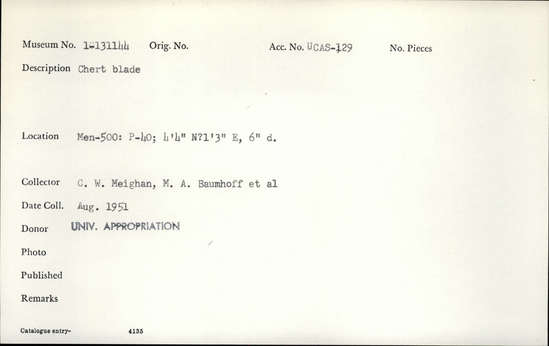 Museum No. 1-131144 Orig. No. Acc. No. UCAS-129 No. Pieces
Description Chert blade
Location Men-500: P-40; 4'4" N?1'3" E, 6" d.
Collector C. W. Meighan, M. A. Baumhoff et al
Date Coll. Aug. 1951
Donor UNIV. APPROPRIATION
Photo
Published
Remarks
Catalogue entry- 4135